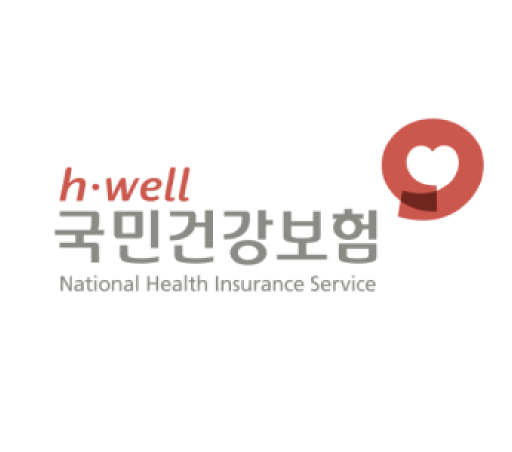 h·well
국민건강보험
National Health Insurance Service